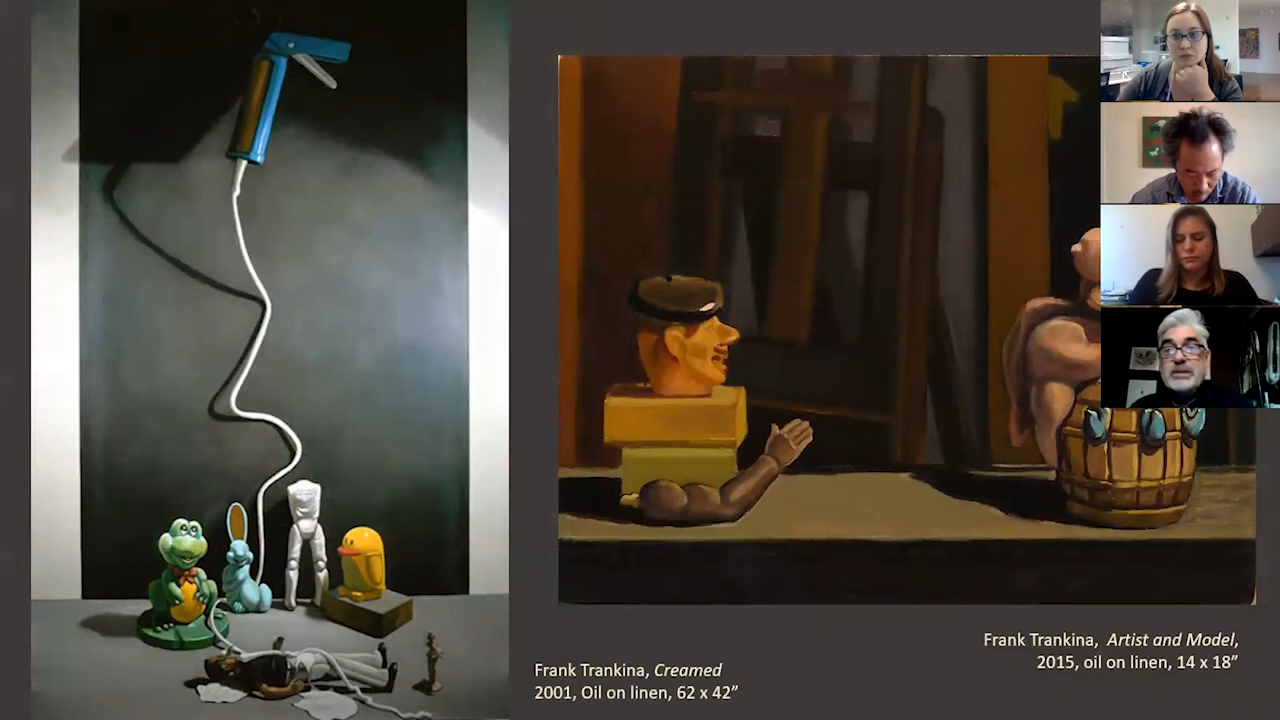 Frank Trankina, Creamed
2001, Oil on linen, 62 x 42”
Frank Trankina, Artist and Model,
2015, oil on linen, 14 x 18”